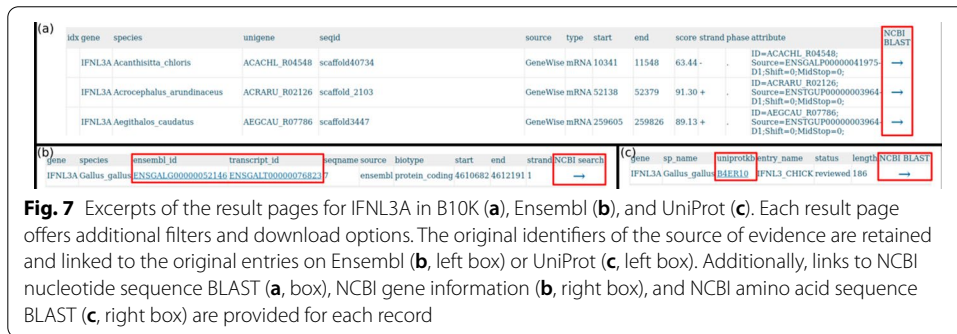 (a)
idx gene species unigene seqid source type start end score strand phase attribute NCBI BLAST
IFNL3A Acanthisitta_chloris ACACHL_R04548 scaffold40734 GeneWise mRNA 10341 11548 63.44 - . ID=ACACHL_R04548; Source=ENSGALP00000041975-D1;Shift=0;MidStop=0; →
IFNL3A Acrocephalus_arundinaceus ACRARU_R02126 scaffold_2103 GeneWise mRNA 52138 52379 91.30 + . ID=ACRARU_R02126; Source=ENSTGUP00000003964-D1;Shift=0;MidStop=0; →
IFNL3A Aegithalos_caudatus AEGCAU_R07786 scaffold3447 GeneWise mRNA 259605 259826 89.13 + . ID=AEGCAU_R07786; Source=ENSTGUP00000003964-D1;Shift=0;MidStop=0; →
(b)
gene species ensembl_id transcript_id seqname source biotype start end strand NCBI search
IFNL3A Gallus_gallus ENSGALG00000052146 ENSGALT00000076823 7 ensembl protein_coding 4610682 4612191 1 →
(c)
gene sp_name uniprotkb entry_name status length NCBI BLAST
IFNL3A Gallus_gallus B4ER10 IFNL3_CHICK reviewed 186 →
Fig. 7 Excerpts of the result pages for IFNL3A in B10K (a), Ensembl (b), and UniProt (c). Each result page
offers additional filters and download options. The original identifiers of the source of evidence are retained
and linked to the original entries on Ensembl (b, left box) or UniProt (c, left box). Additionally, links to NCBI
nucleotide sequence BLAST (a, box), NCBI gene information (b, right box), and NCBI amino acid sequence
BLAST (c, right box) are provided for each record